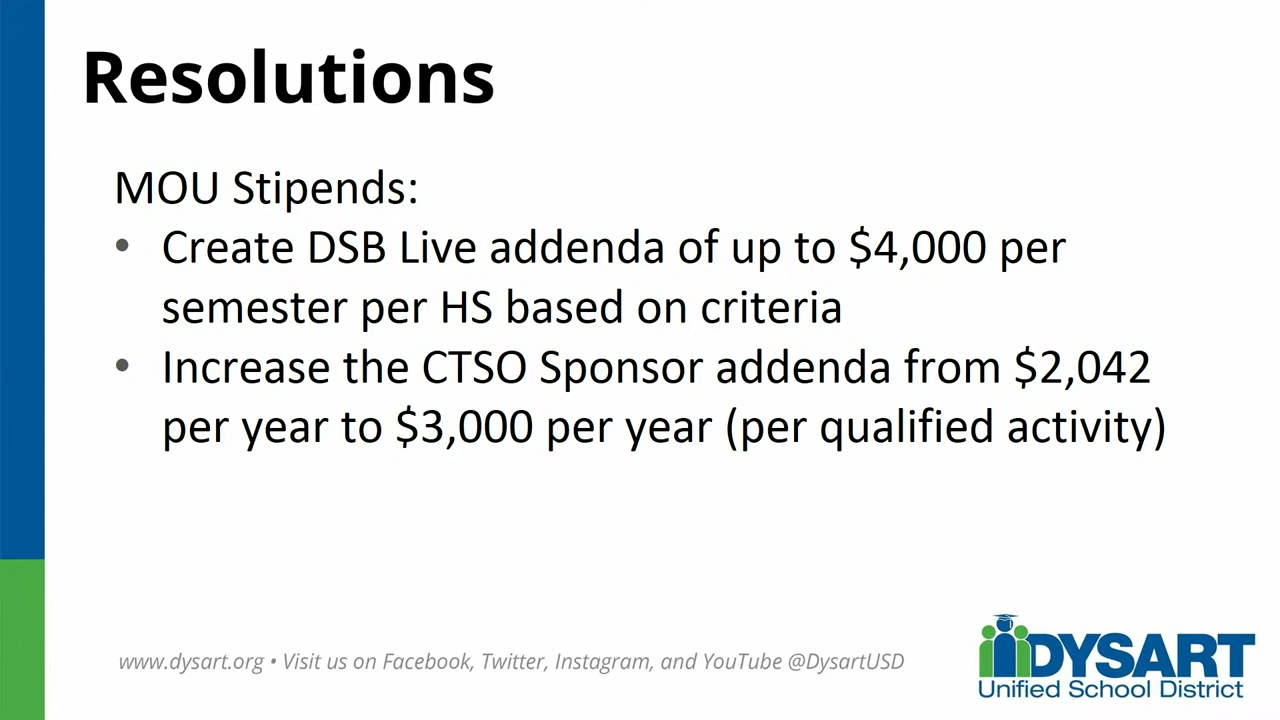 Resolutions
MOU Stipends:
• Create DSB Live addenda of up to $4,000 per
semester per HS based on criteria
• Increase the CTSO Sponsor addenda from $2,042
per year to $3,000 per year (per qualified activity)
www.dysart.org • Visit us on Facebook, Twitter, Instagram, and YouTube @DysartUSD
DYSART
Unified School District